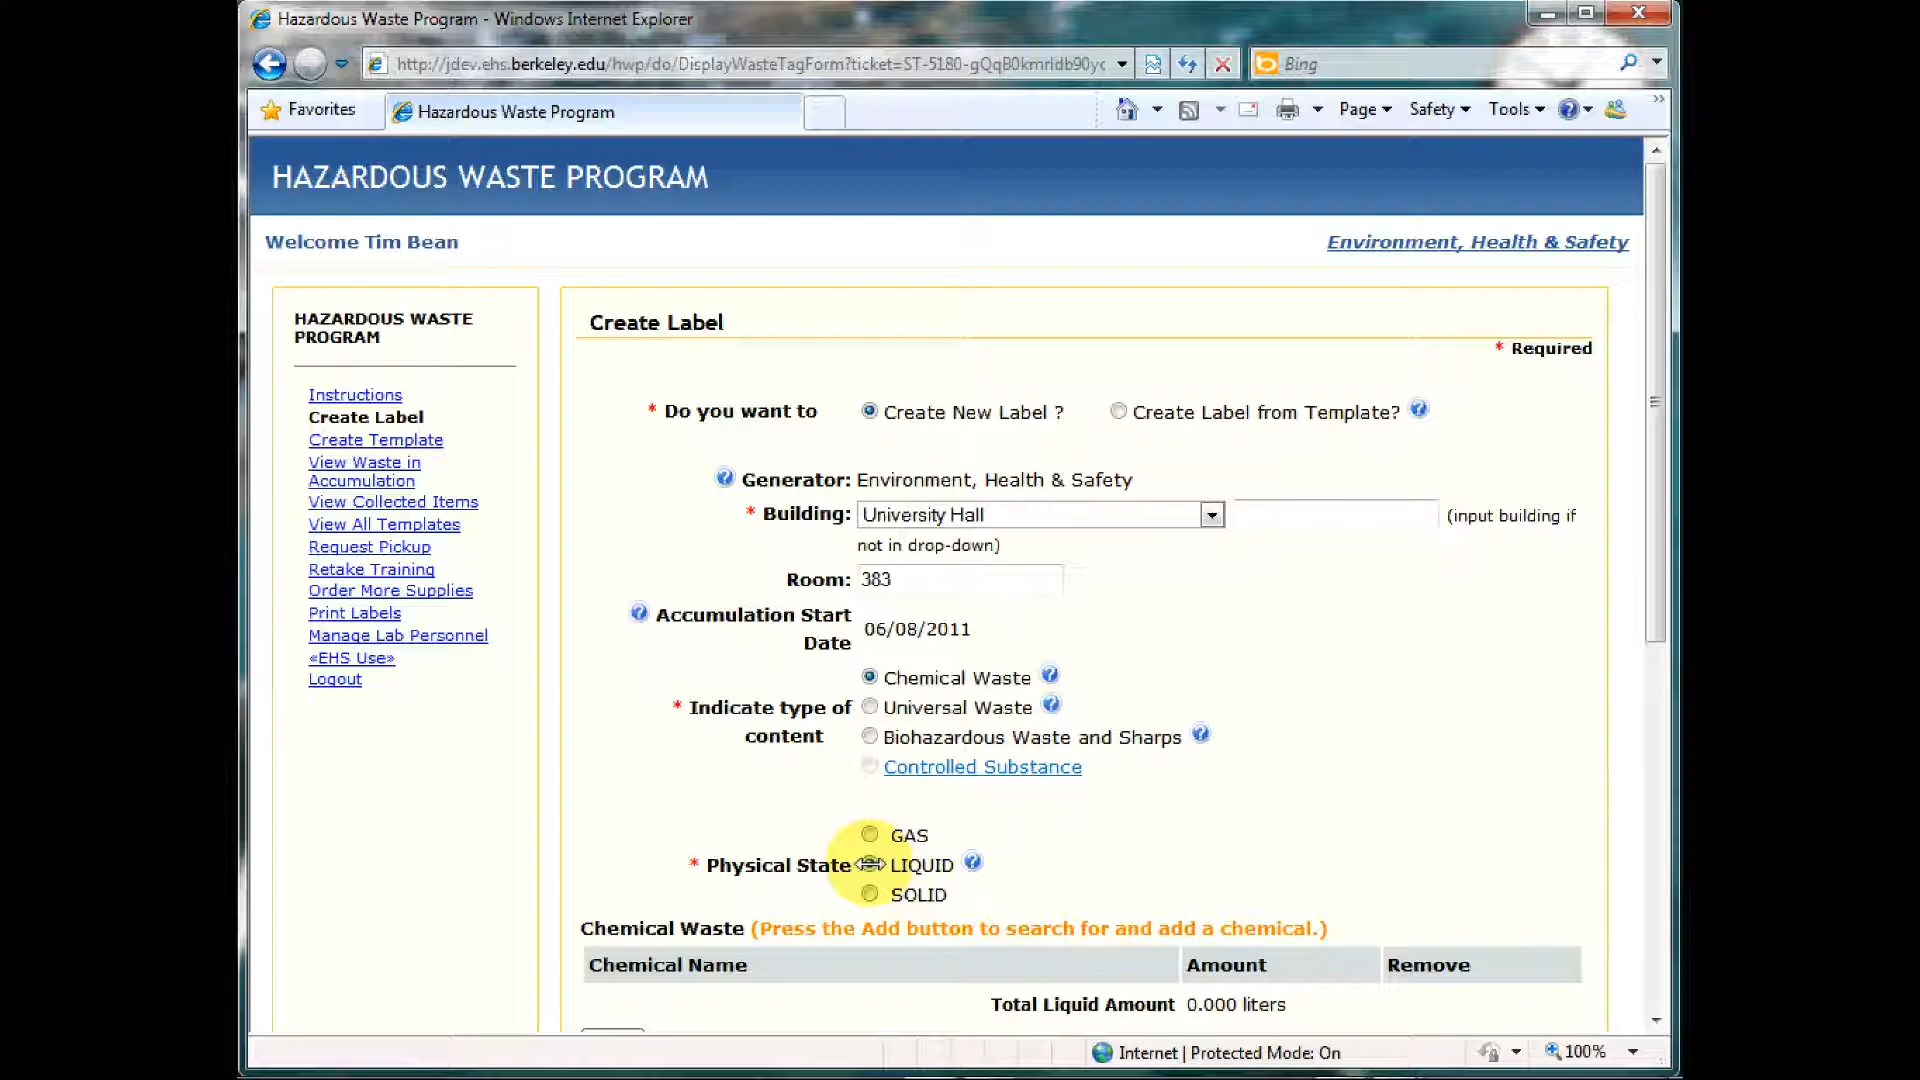 Hazardous Waste Program - Windows Internet Explorer
http://jdev.ehs.berkeley.edu/hwp/do/DisplayWasteTagForm?ticket=ST-5180-
Bing
Favorites
Hazardous Waste Program
Page
Safety
Tools
»
HAZARDOUS WASTE PROGRAM
Welcome Tim Bean
Environment, Health & Safety
HAZARDOUS WASTE
PROGRAM
Instructions
Create Label
Create Template
View Waste in
Accumulation
View Collected Items
View All Templates
Request Pickup
Retake Training
Order More Supplies
Print Labels
Manage Lab Personnel
«EHS Use»
Logout
Create Label
* Required
* Do you want to
Create New Label ?
Create Label from Template?
Generator: Environment, Health & Safety
* Building: University Hall
(input building if
not in drop-down)
Room: 383
Accumulation Start
Date
06/08/2011
* Indicate type of
content
Chemical Waste
Universal Waste
Biohazardous Waste and Sharps
Controlled Substance
* Physical State
GAS
LIQUID
SOLID
Chemical Waste (Press the Add button to search for and add a chemical.)
Chemical Name Amount Remove
Total Liquid Amount 0.000 liters
Internet | Protected Mode: On
100%